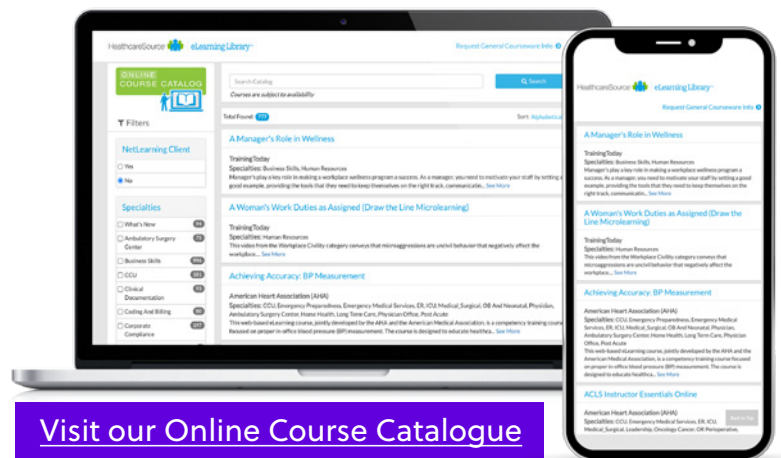 HealthcareSource eLearning Library
Request General Courseware Info
ONLINE
COURSE CATALOG
Search Catalog
Search
Courses are subject to availability
Filters
Total Found:
Sort: Alphabetical
NetLearning Client
Yes
No
Specialties
What's New
Ambulatory Surgery
Center
Business Skills
CCU
Clinical
Documentation
Coding And Billing
Corporate
Compliance
A Manager's Role in Wellness
TrainingToday
Specialties: Business Skills, Human Resources
Manager's play a key role in making a workplace wellness program a success. As a manager, you need to motivate your staff by setting a
good example, providing the tools that they need to keep themselves on the right track, communicatin... See More
A Woman's Work Duties as Assigned (Draw the Line Microlearning)
TrainingToday
Specialties: Human Resources
This video from the Workplace Civility category conveys that microaggressions are uncivil behavior that negatively affect the
workplace... See More
Achieving Accuracy: BP Measurement
American Heart Association (AHA)
Specialties: CCU, Emergency Preparedness, Emergency Medical Services, ER, ICU, Medical_Surgical, OB And Neonatal, Physician,
Ambulatory Surgery Center, Home Health, Long Term Care, Physician Office, Post Acute
This web-based eLearning course, jointly developed by the AHA and the American Medical Association, is a competency training course
focused on proper in-office blood pressure (BP) measurement. The course is designed to educate healthca... See More
HealthcareSource eLearning Library
Request General Courseware Info
A Manager's Role in Wellness
TrainingToday
Specialties: Business Skills, Human Resources
Manager's play a key role in making a workplace wellness program a
success. As a manager, you need to motivate your staff by setting a good
example, providing the tools that they need to keep themselves on the
right track, communicatin... See More
A Woman's Work Duties as Assigned (Draw the
Line Microlearning)
TrainingToday
Specialties: Human Resources
This video from the Workplace Civility category conveys that
microaggressions are uncivil behavior that negatively affect the
workplace... See More
Achieving Accuracy: BP Measurement
American Heart Association (AHA)
Specialties: CCU, Emergency Preparedness, Emergency Medical
Services, ER, ICU, Medical_Surgical, OB And Neonatal, Physician,
Ambulatory Surgery Center, Home Health, Long Term Care, Physician
Office, Post Acute
This web-based eLearning course, jointly developed by the AHA and the
American Medical Association, is a competency training course focused
on proper in-office blood pressure (BP) measurement. The course is
designed to educate healthca... See More
ACLS Instructor Essentials Online
American Heart Association (AHA)
Specialties: CCU, Emergency Preparedness, ER, ICU,
Medical_Surgical, Leadership, Oncology Cancer, OR Perioperative,
Back to Top
Visit our Online Course Catalogue